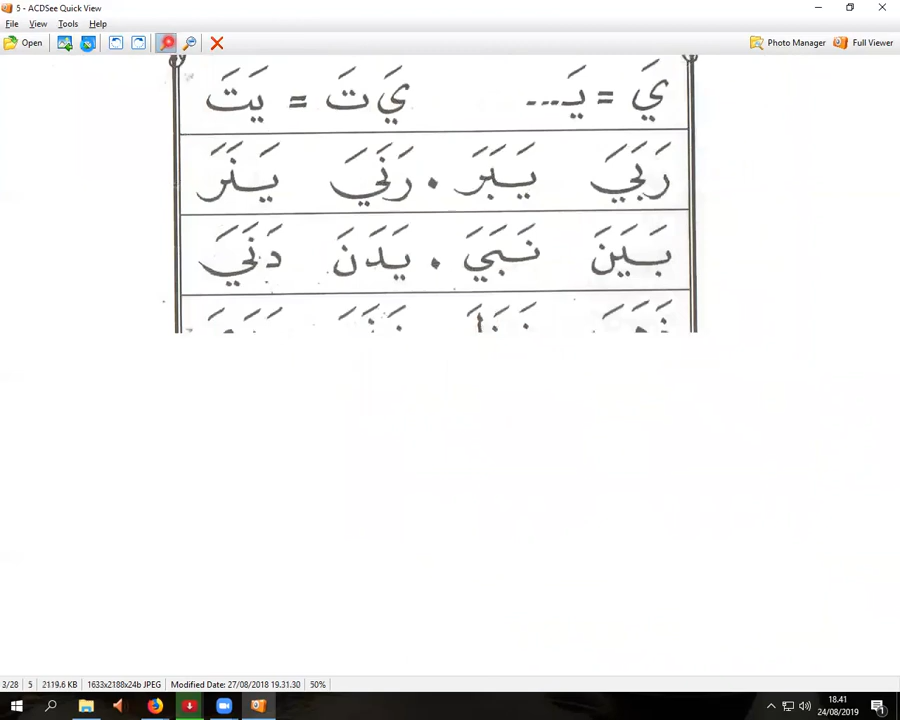 5 - ACDSee Quick View
File View Tools Help
Open Photo Manager Full Viewer
يَ = يَـ... يَ تَ = يَتَ
رَبَيَ يَبَرَ . رَنَيَ يَنَرَ
بَيَنَ نَبَيَ . يَدَنَ دَنَيَ
3/28 5 2119.6 KB 1633x2188x24b JPEG Modified Date: 27/08/2018 19.31.30 50%
18.41
24/08/2019